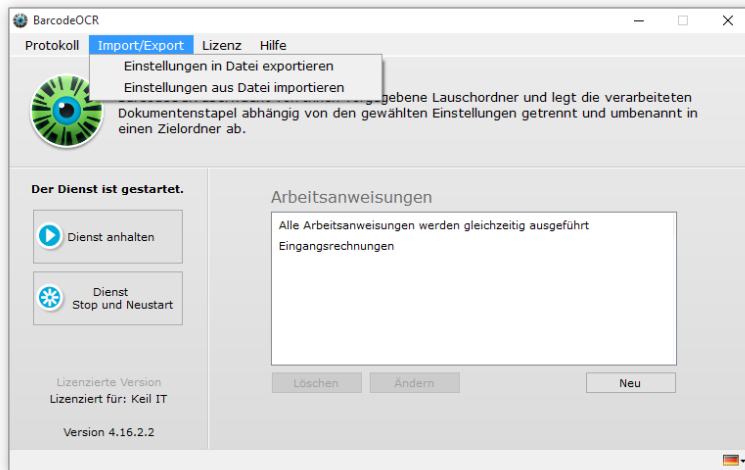 BarcodeOCR
Protokoll Import/Export Lizenz Hilfe
Einstellungen in Datei exportieren
Einstellungen aus Datei importieren
gebene Lauschordner und legt die verarbeiteten
Dokumentenstapel abhängig von den gewählten Einstellungen getrennt und umbenannt in
einen Zielordner ab.
Der Dienst ist gestartet.
Dienst anhalten
Dienst
Stop und Neustart
Lizenzierte Version
Lizenziert für: Keil IT
Version 4.16.2.2
Arbeitsanweisungen
Alle Arbeitsanweisungen werden gleichzeitig ausgeführt
Eingangsrechnungen
Löschen Ändern Neu